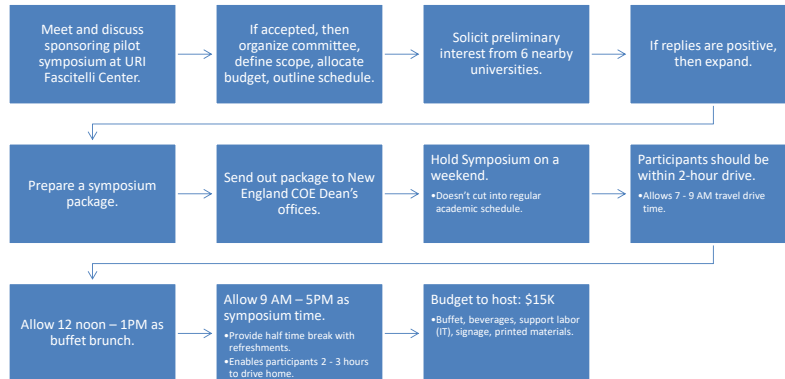 Meet and discuss
sponsoring pilot
symposium at URI
Fascitelli Center.
If accepted, then
organize committee,
define scope, allocate
budget, outline schedule.
Solicit preliminary
interest from 6 nearby
universities.
If replies are positive,
then expand.
Prepare a symposium
package.
Send out package to New
England COE Dean’s
offices.
Hold Symposium on a
weekend.
•Doesn’t cut into regular
academic schedule.
Participants should be
within 2-hour drive.
•Allows 7 - 9 AM travel drive
time.
Allow 12 noon – 1PM as
buffet brunch.
Allow 9 AM – 5PM as
symposium time.
•Provide half time break with
refreshments.
•Enables participants 2 - 3 hours
to drive home.
Budget to host: $15K
•Buffet, beverages, support labor
(IT), signage, printed materials.